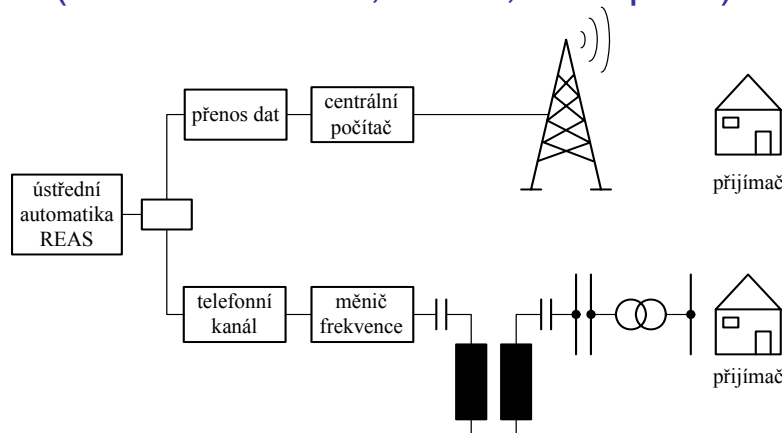 přenos dat
centrální
počítač
ústřední
automatika
REAS
přijímač
telefonní
kanál
měnič
frekvence
přijímač